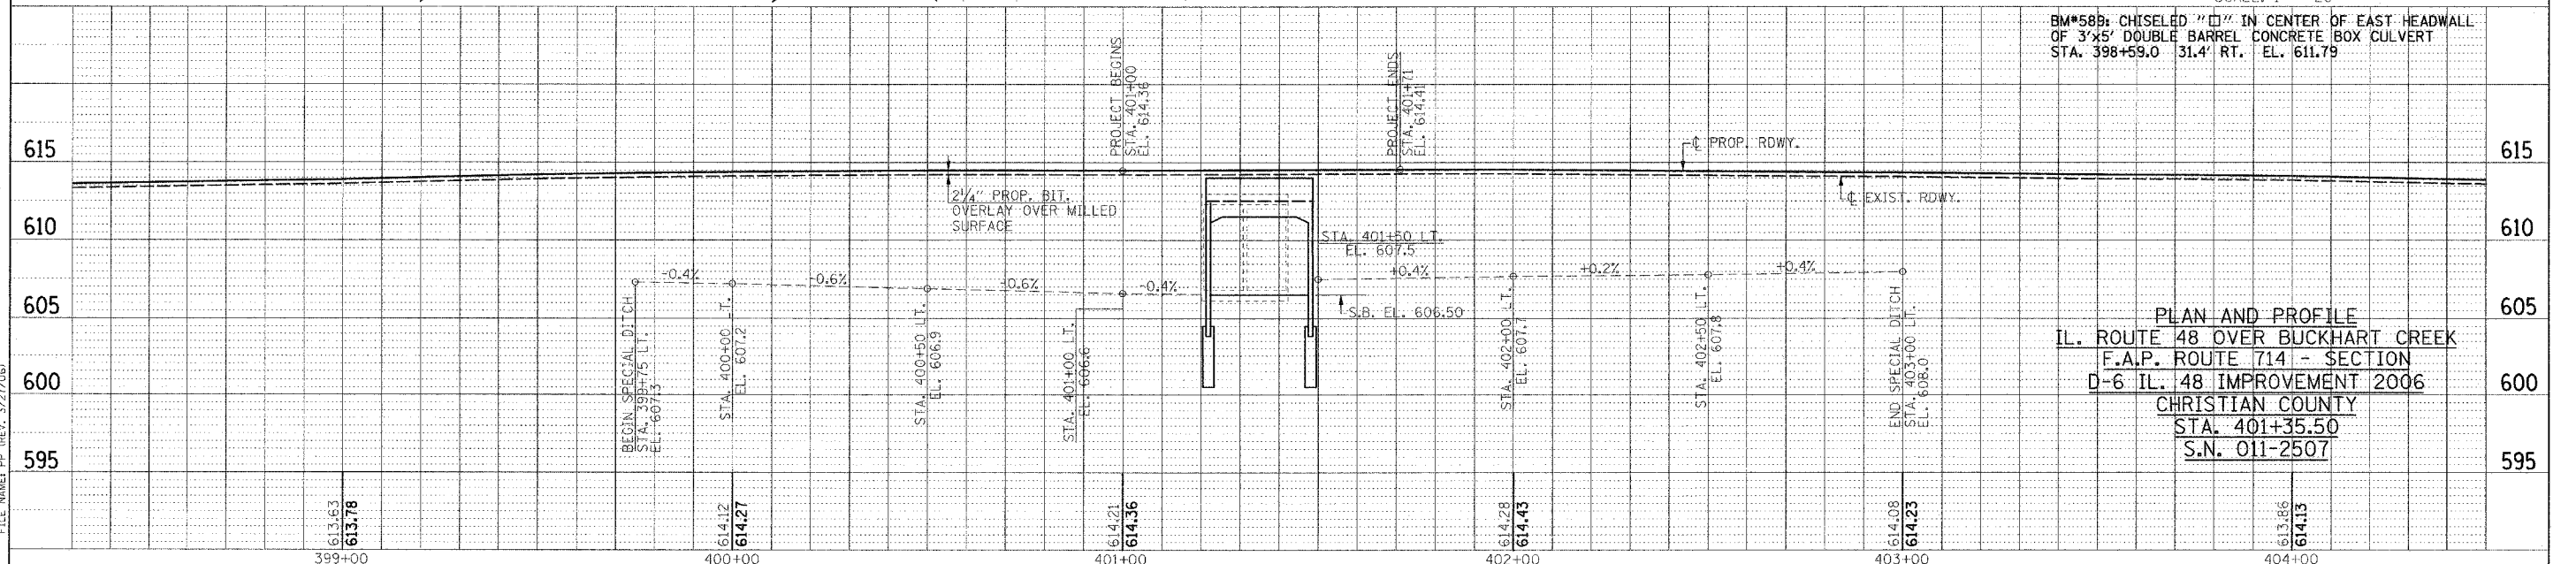 BM#589: CHISELED "□" IN CENTER OF EAST HEADWALL
OF 3'x5' DOUBLE BARREL CONCRETE BOX CULVERT
STA. 398+59.0 31.4' RT. EL. 611.79
PROJECT BEGINS
STA. 401+00
EL. 614.36
PROJECT ENDS
STA. 401+71
EL. 614.41
615
615
℄ PROP. RDWY.
2¼" PROP. BIT.
OVERLAY OVER MILLED
SURFACE
℄ EXIST. RDWY.
610
610
STA. 401+50 LT.
EL. 607.5
-0.4%
-0.6%
-0.6%
-0.4%
+0.4%
+0.2%
+0.4%
605
605
S.B. EL. 606.50
BEGIN SPECIAL DITCH
STA. 399+75 LT.
EL. 607.3
STA. 400+00 LT.
EL. 607.2
STA. 400+50 LT.
EL. 606.9
STA. 401+00 LT.
EL. 606.6
STA. 402+00 LT.
EL. 607.7
STA. 402+50 LT.
EL. 607.8
END SPECIAL DITCH
STA. 403+00 LT.
EL. 608.0
PLAN AND PROFILE
IL. ROUTE 48 OVER BUCKHART CREEK
F.A.P. ROUTE 714 - SECTION
D-6 IL. 48 IMPROVEMENT 2006
CHRISTIAN COUNTY
STA. 401+35.50
S.N. 011-2507
600
600
595
595
613.63
613.78
614.12
614.27
614.21
614.36
614.28
614.43
614.08
614.23
613.86
614.13
399+00
400+00
401+00
402+00
403+00
404+00